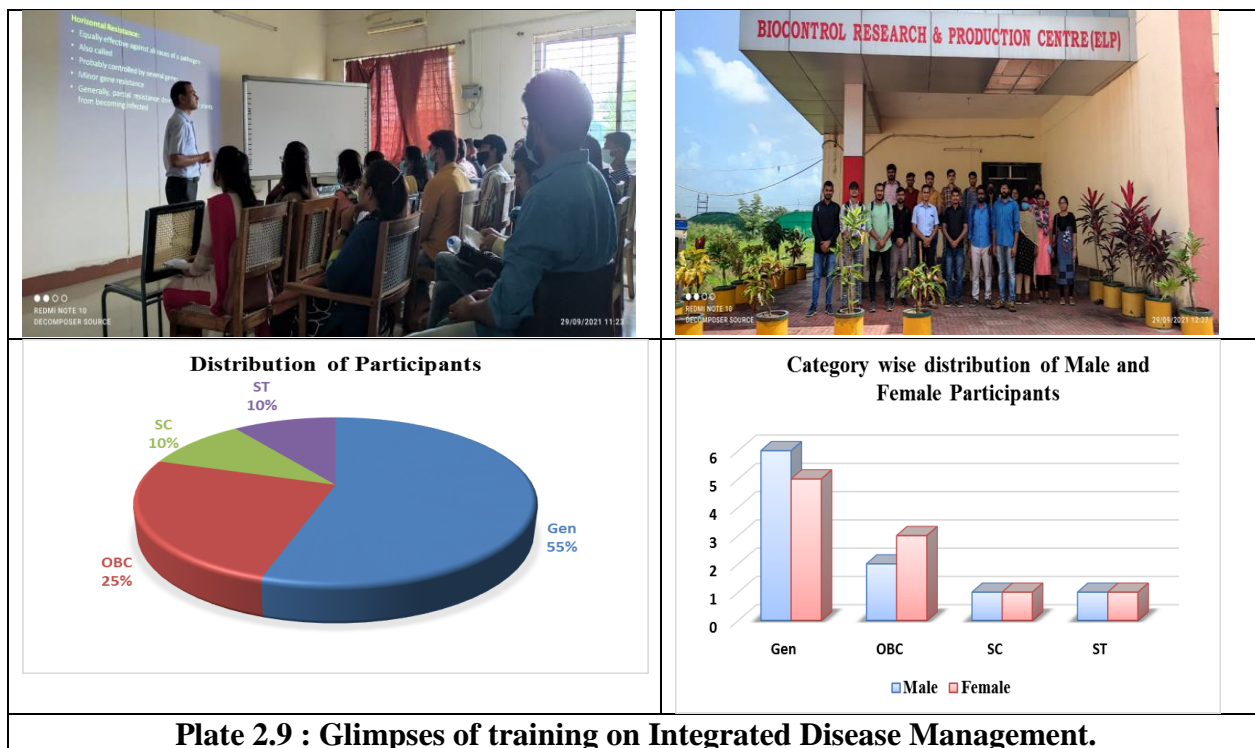 Horizontal Resistance:
• Equally effective against all races of a pathogen
• Also called
• Probably controlled by several genes
• Minor gene resistance
• Generally, partial resistance plants
from becoming infected
REDMI NOTE 10
DECOMPOSER SOURCE
29/09/2021 11:23
BIOCONTROL RESEARCH & PRODUCTION CENTRE (ELP)
REDMI NOTE 10
DECOMPOSER SOURCE
29/09/2021 12:27
Distribution of Participants
ST
10%
SC
10%
Gen
55%
OBC
25%
Category wise distribution of Male and
Female Participants
6
5
4
3
2
1
0
Gen OBC SC ST
Male Female
Plate 2.9 : Glimpses of training on Integrated Disease Management.